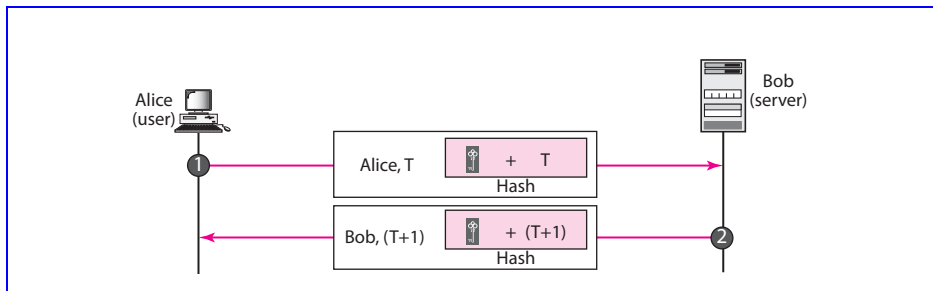 Alice
(user)
Bob
(server)
1
Alice, T
+ T
Hash
Bob, (T+1)
+ (T+1)
Hash
2